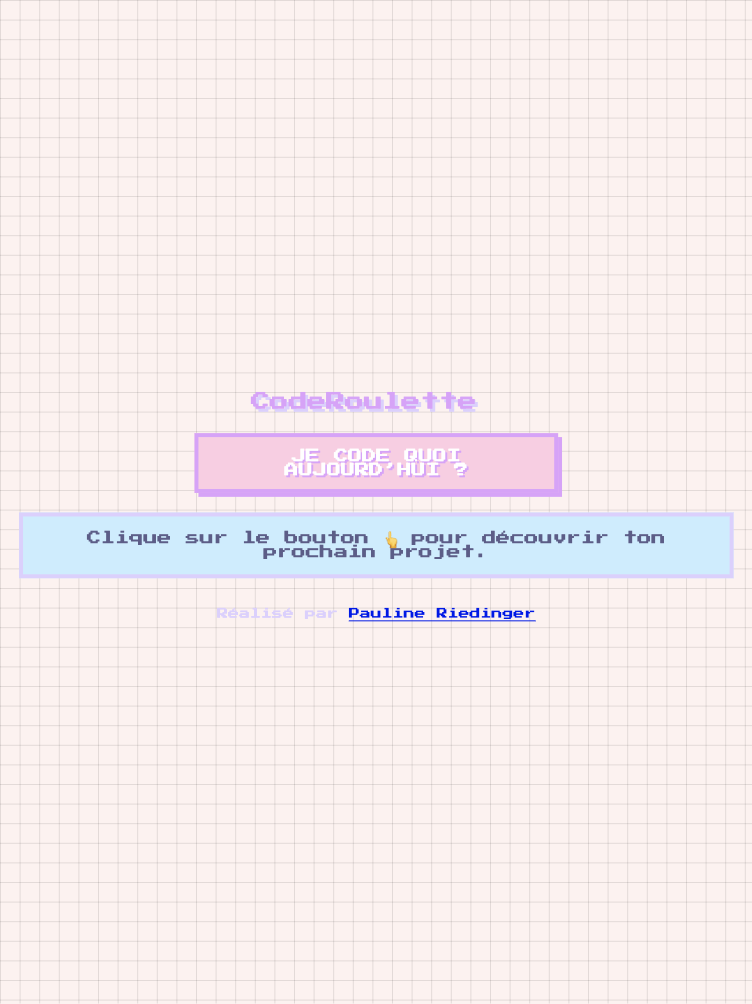 CodeRoulette
JE CODE QUOI
AUJOURD'HUI ?
Clique sur le bouton 👆 pour découvrir ton
prochain projet.
Réalisé par Pauline Riedinger